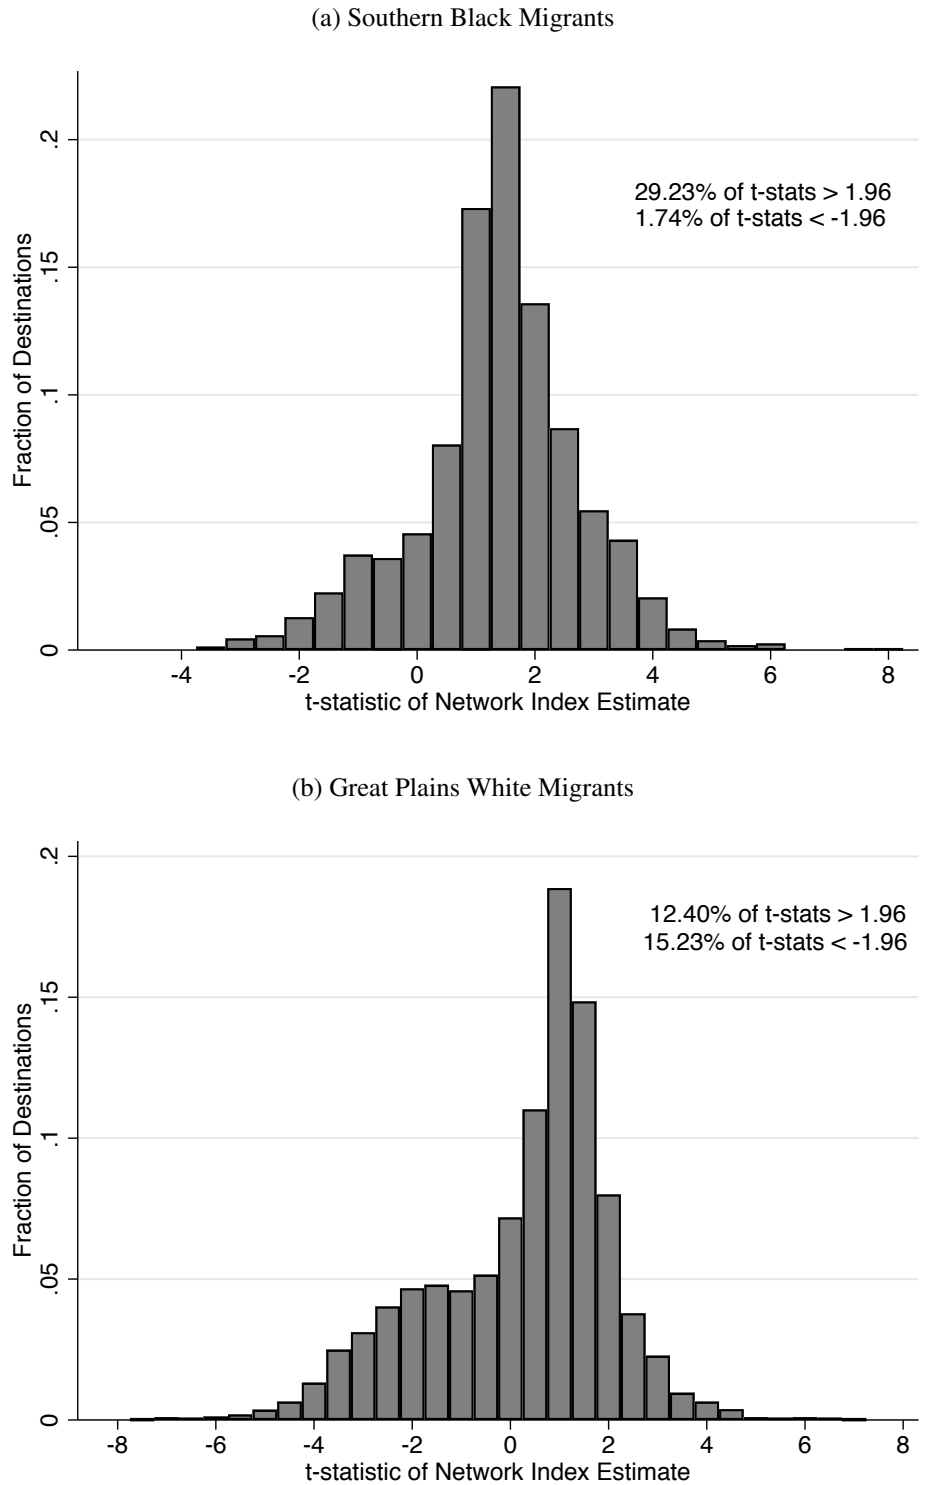 (a) Southern Black Migrants
.2
.15
.1
.05
0
Fraction of Destinations
29.23% of t-stats > 1.96
1.74% of t-stats < -1.96
-4 -2 0 2 4 6 8
t-statistic of Network Index Estimate
(b) Great Plains White Migrants
.2
.15
.1
.05
0
Fraction of Destinations
12.40% of t-stats > 1.96
15.23% of t-stats < -1.96
-8 -6 -4 -2 0 2 4 6 8
t-statistic of Network Index Estimate